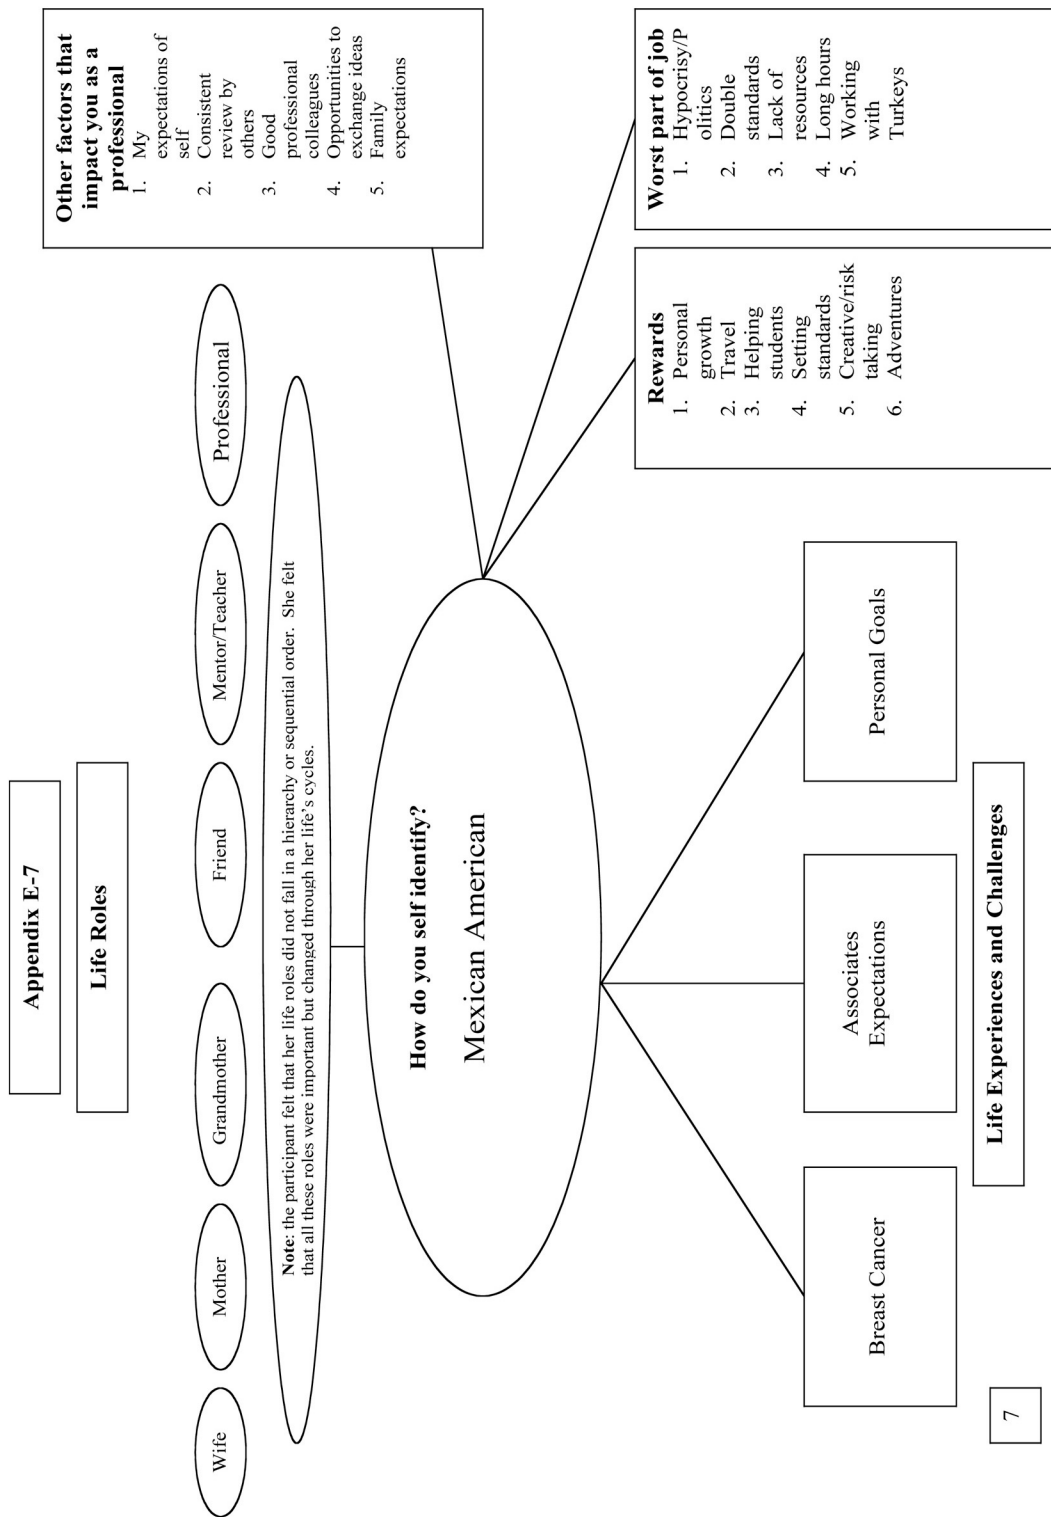 Appendix E-7
Life Roles
Wife
Mother
Grandmother
Friend
Mentor/Teacher
Professional
Note: the participant felt that her life roles did not fall in a hierarchy or sequential order.  She felt
that all these roles were important but changed through her life’s cycles.
Other factors that
impact you as a
professional
1. My
expectations of
self
2. Consistent
review by
others
3. Good
professional
colleagues
4. Opportunities to
exchange ideas
5. Family
expectations
How do you self identify?
Mexican American
Rewards
1. Personal
growth
2. Travel
3. Helping
students
4. Setting
standards
5. Creative/risk
taking
6. Adventures
Worst part of job
1. Hypocrisy/P
olitics
2. Double
standards
3. Lack of
resources
4. Long hours
5. Working
with
Turkeys
Breast Cancer
Associates
Expectations
Personal Goals
Life Experiences and Challenges
7